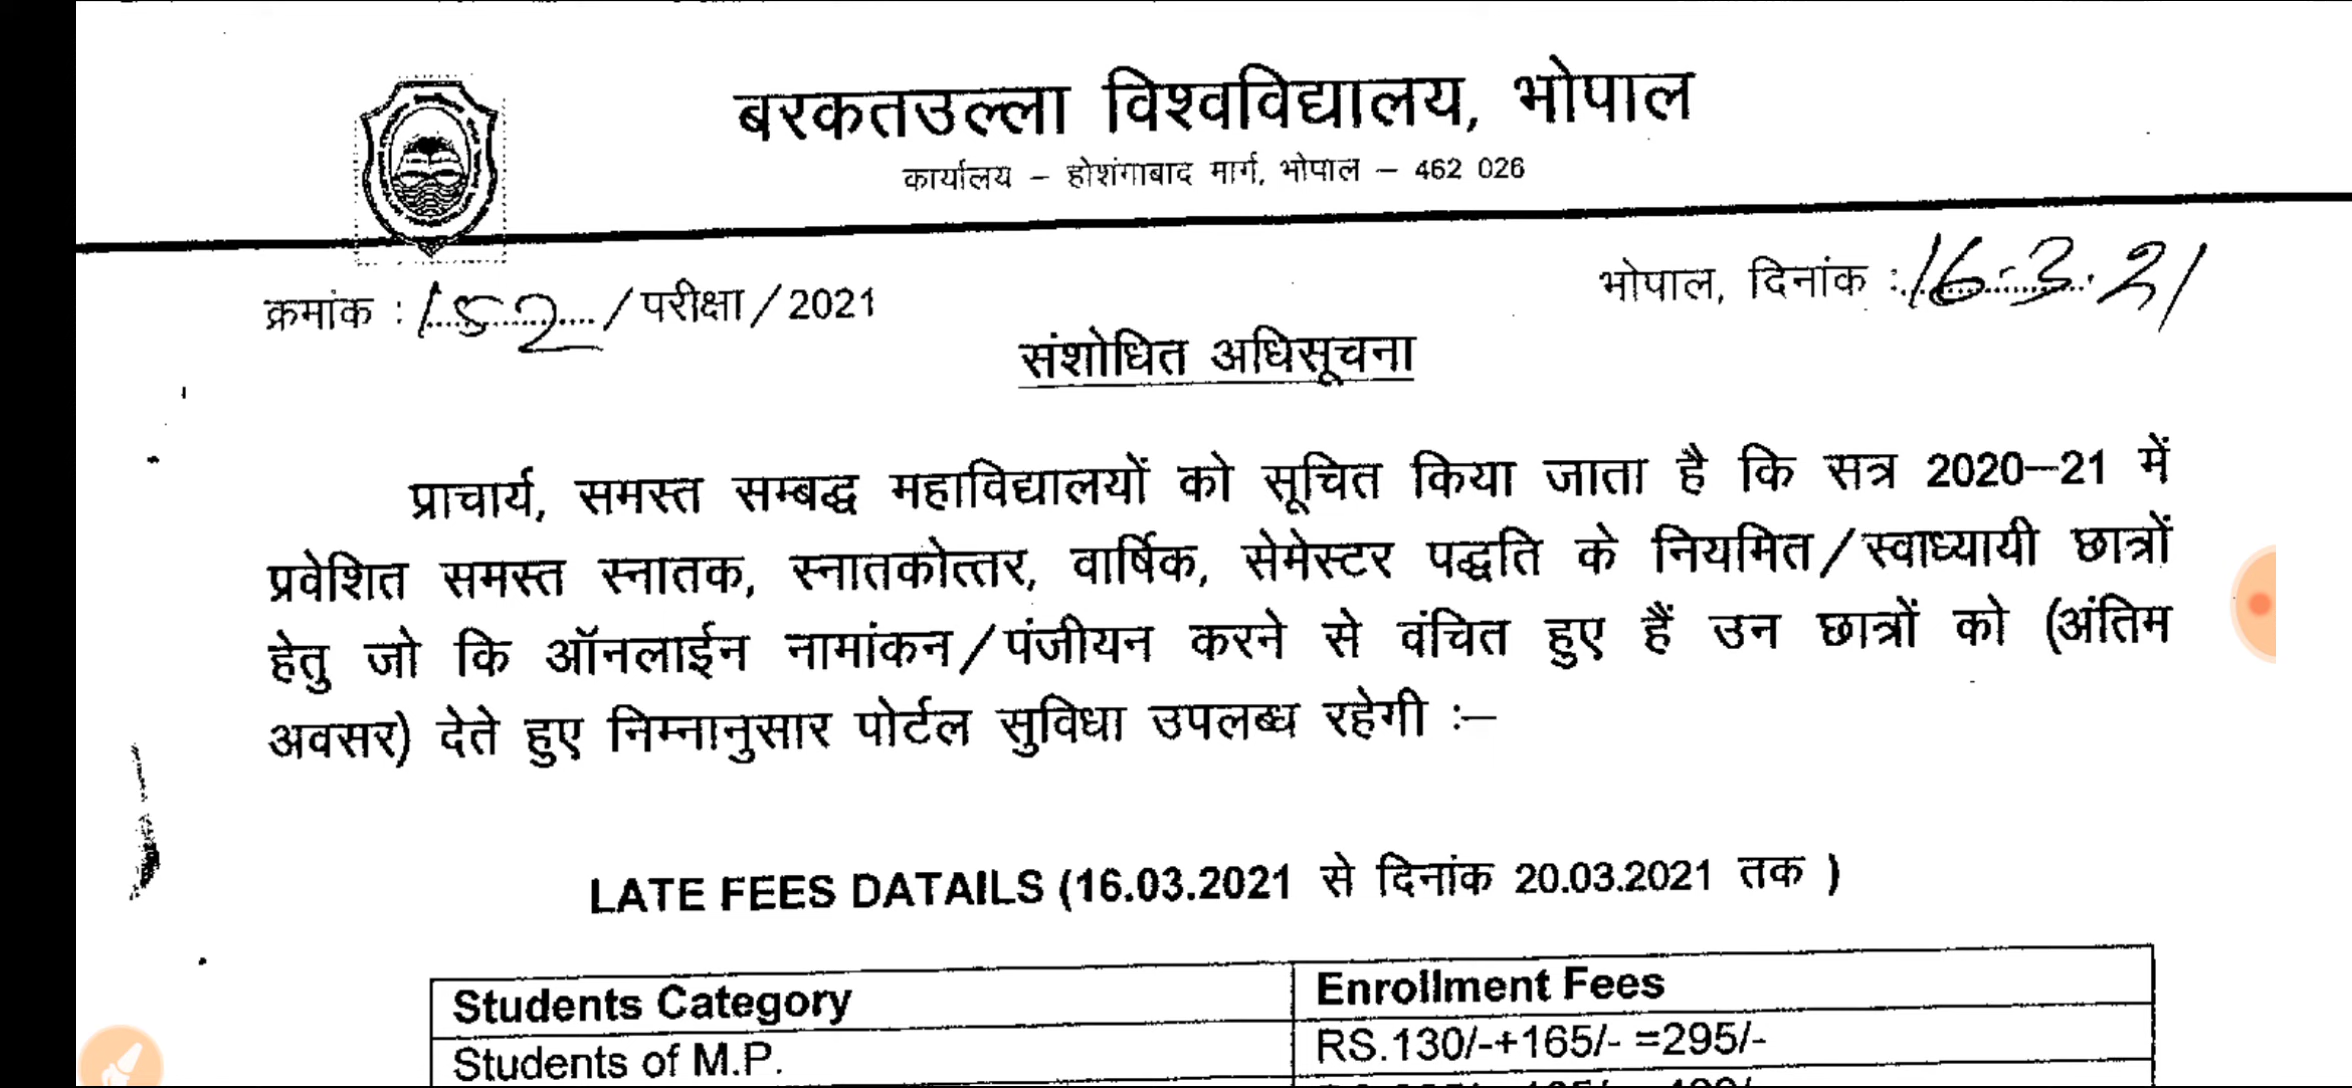 बरकतउल्ला विश्वविद्यालय, भोपाल
कार्यालय – होशंगाबाद मार्ग, भोपाल – 462 026
क्रमांक : 152 / परीक्षा / 2021
भोपाल, दिनांक : 16.3.21
संशोधित अधिसूचना
प्राचार्य, समस्त सम्बद्ध महाविद्यालयों को सूचित किया जाता है कि सत्र 2020–21 में
प्रवेशित समस्त स्नातक, स्नातकोत्तर, वार्षिक, सेमेस्टर पद्धति के नियमित/स्वाध्यायी छात्रों
हेतु जो कि ऑनलाईन नामांकन/पंजीयन करने से वंचित हुए हैं उन छात्रों को (अंतिम
अवसर) देते हुए निम्नानुसार पोर्टल सुविधा उपलब्ध रहेगी :–
LATE FEES DATAILS (16.03.2021 से दिनांक 20.03.2021 तक )
Students Category Enrollment Fees
Students of M.P. RS.130/-+165/- =295/-